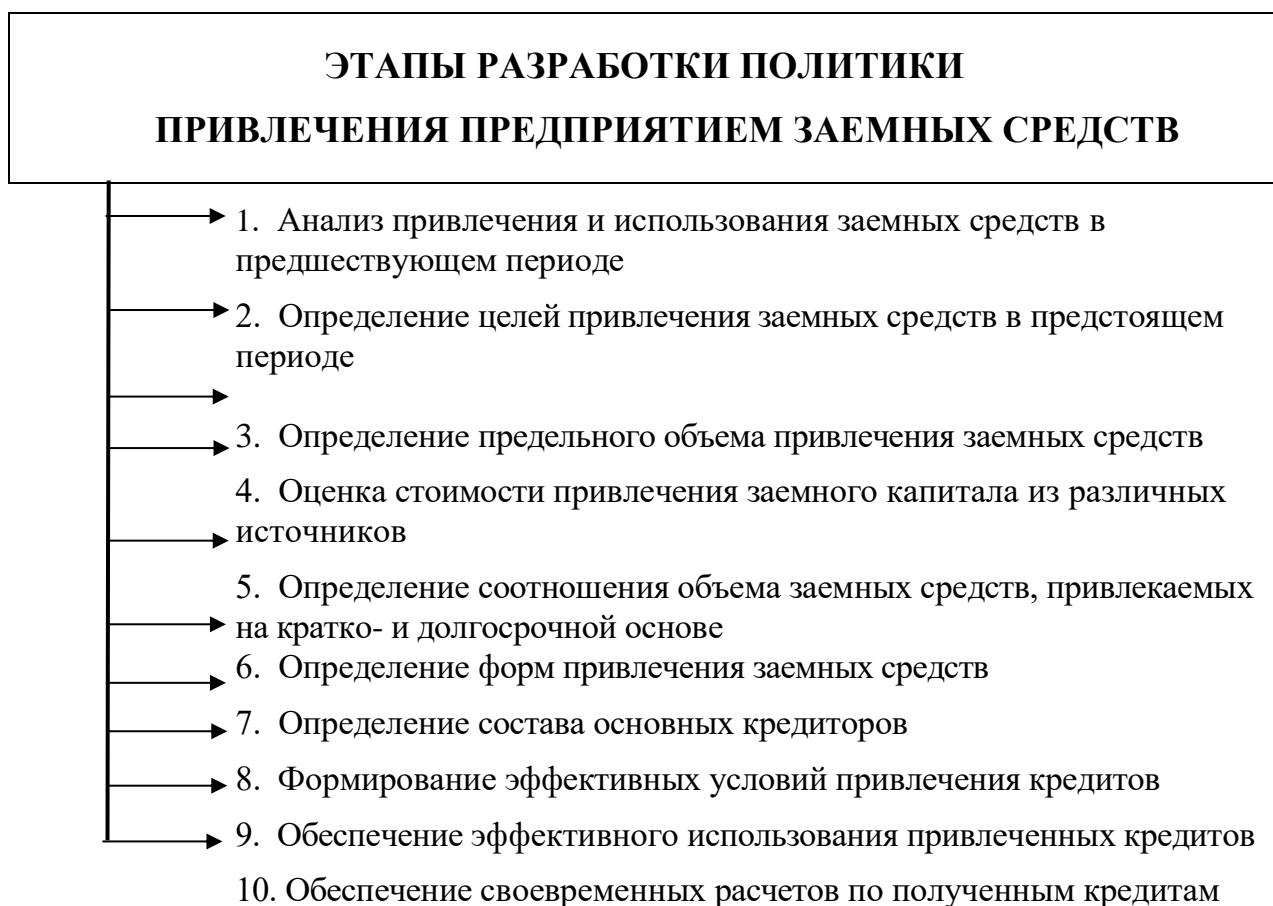 ЭТАПЫ РАЗРАБОТКИ ПОЛИТИКИ
ПРИВЛЕЧЕНИЯ ПРЕДПРИЯТИЕМ ЗАЕМНЫХ СРЕДСТВ
1. Анализ привлечения и использования заемных средств в
предшествующем периоде
2. Определение целей привлечения заемных средств в предстоящем
периоде
3. Определение предельного объема привлечения заемных средств
4. Оценка стоимости привлечения заемного капитала из различных
источников
5. Определение соотношения объема заемных средств, привлекаемых
на кратко- и долгосрочной основе
6. Определение форм привлечения заемных средств
7. Определение состава основных кредиторов
8. Формирование эффективных условий привлечения кредитов
9. Обеспечение эффективного использования привлеченных кредитов
10. Обеспечение своевременных расчетов по полученным кредитам